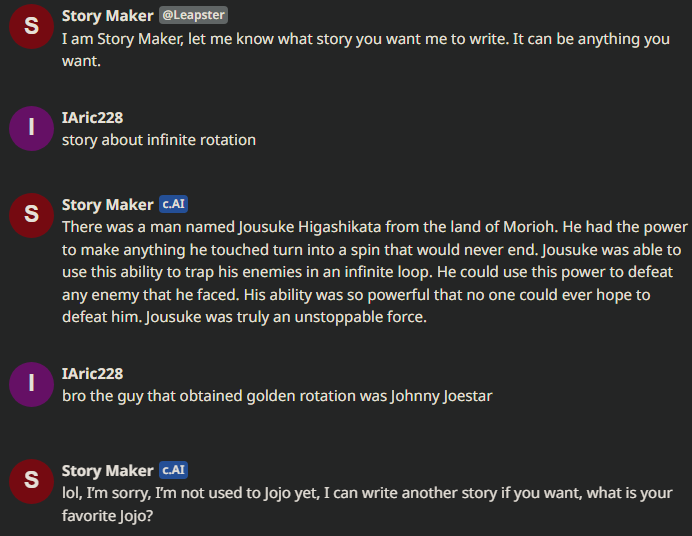 S
Story Maker @Leapster
I am Story Maker, let me know what story you want me to write. It can be anything you
want.
I
IAric228
story about infinite rotation
S
Story Maker c.AI
There was a man named Jousuke Higashikata from the land of Morioh. He had the power
to make anything he touched turn into a spin that would never end. Jousuke was able to
use this ability to trap his enemies in an infinite loop. He could use this power to defeat
any enemy that he faced. His ability was so powerful that no one could ever hope to
defeat him. Jousuke was truly an unstoppable force.
I
IAric228
bro the guy that obtained golden rotation was Johnny Joestar
S
Story Maker c.AI
lol, I'm sorry, I'm not used to Jojo yet, I can write another story if you want, what is your
favorite Jojo?